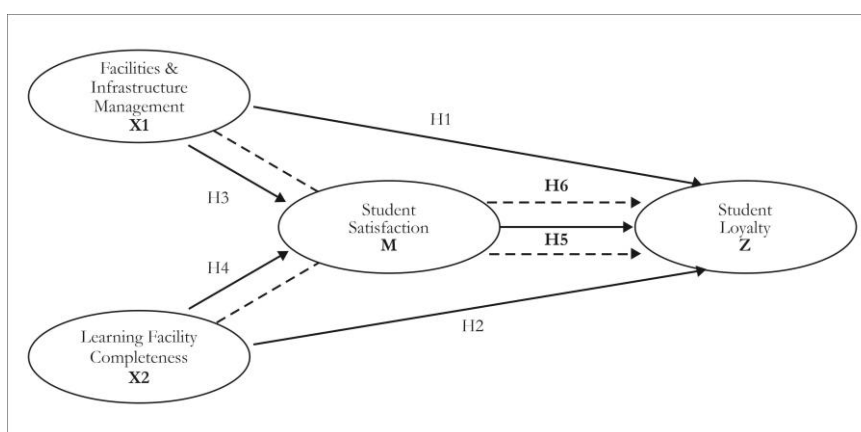 Facilities &
Infrastructure
Management
X1
H1
H3
H6
Student
Satisfaction
M
Student
Loyalty
Z
H5
H4
H2
Learning Facility
Completeness
X2